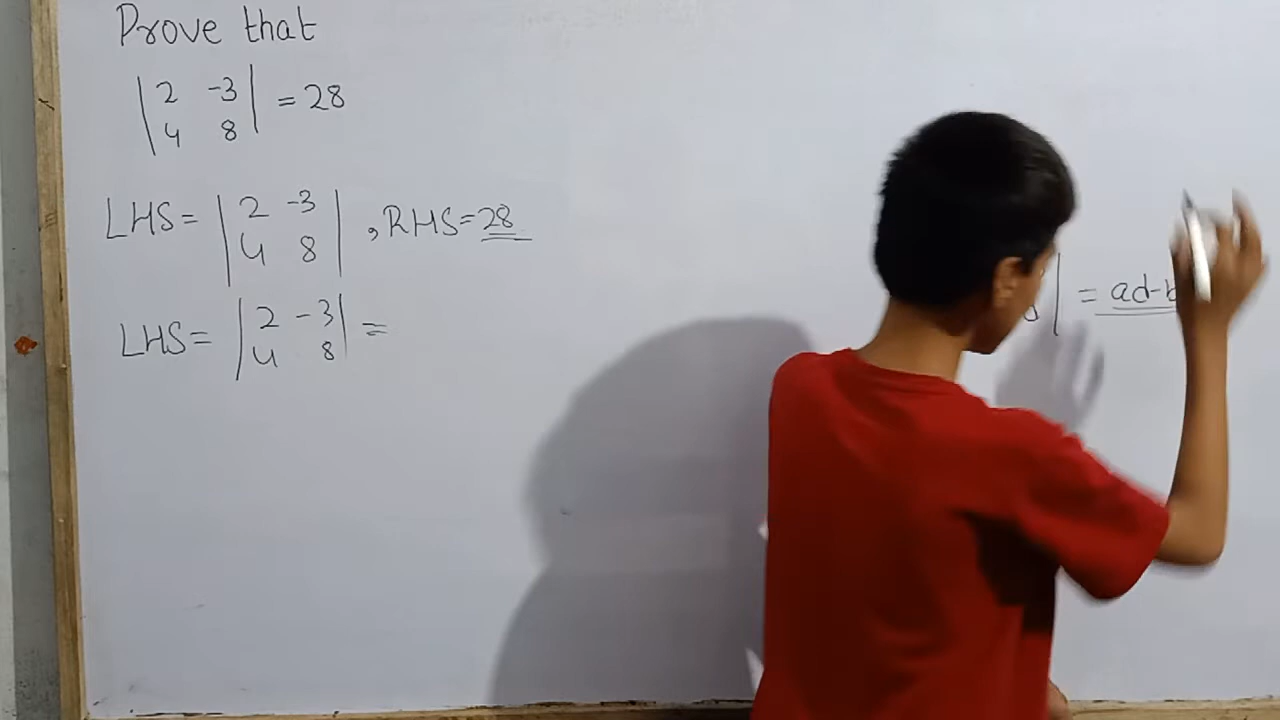 Prove that
| 2 -3 | = 28
| 4 8 |
LHS = | 2 -3 | , RHS = 28
| 4 8 |
LHS = | 2 -3 | =
| 4 8 |
| = ad-